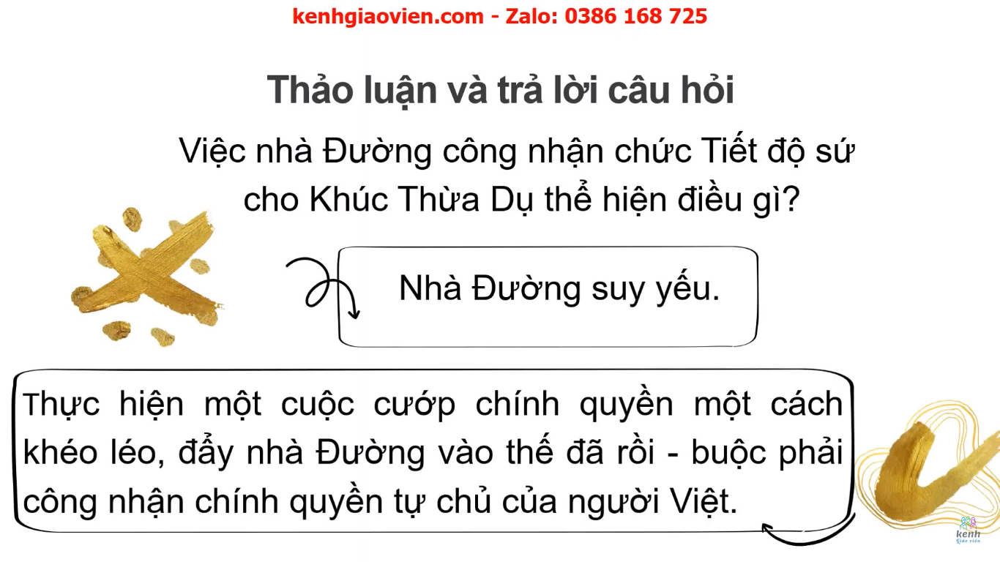 kenhgiaovien.com - Zalo: 0386 168 725
Thảo luận và trả lời câu hỏi
Việc nhà Đường công nhận chức Tiết độ sứ
cho Khúc Thừa Dụ thể hiện điều gì?
Nhà Đường suy yếu.
Thực hiện một cuộc cướp chính quyền một cách
khéo léo, đẩy nhà Đường vào thế đã rồi - buộc phải
công nhận chính quyền tự chủ của người Việt.
kenh
Giáo viên